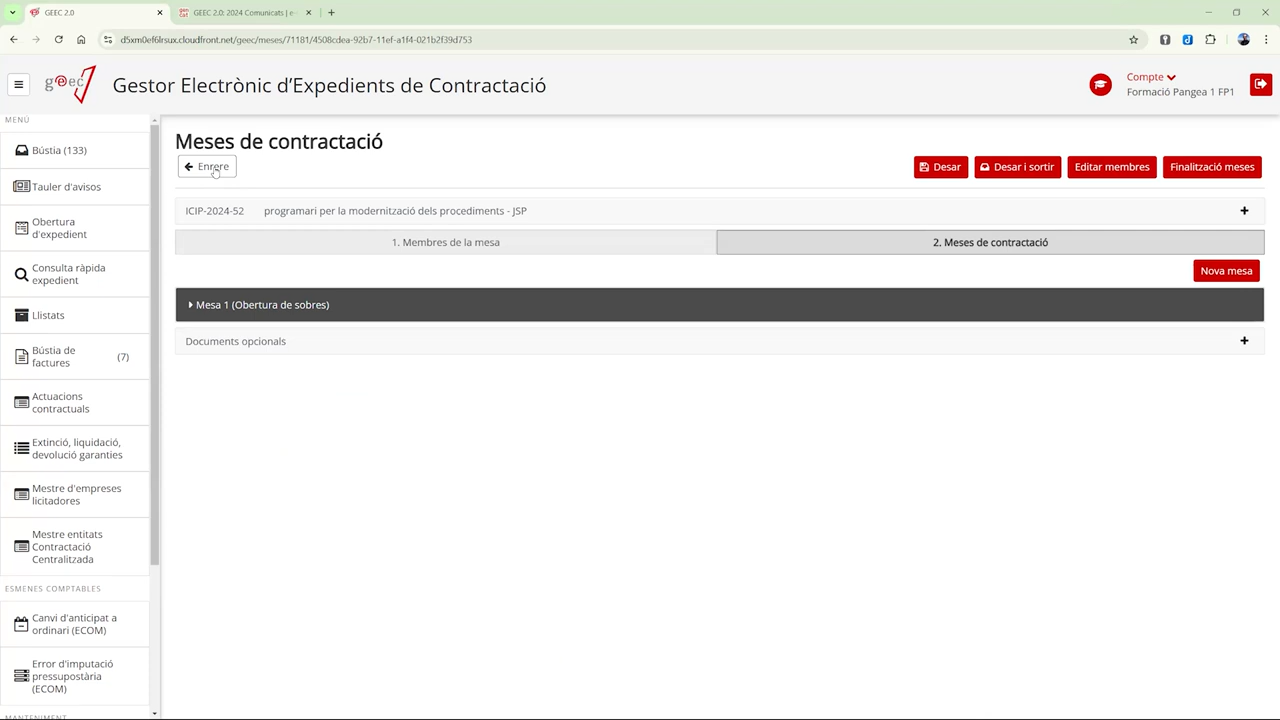 GEEC 2.0
GEEC 2.0: 2024 Comunicats | e-
d5xm0ef6lrsux.cloudfront.net/geec/meses/71181/4508cdea-92b7-11ef-a1f4-021b2f39d753
geec
Gestor Electrònic d'Expedients de Contractació
Compte
Formació Pangea 1 FP1
MENÚ
Bústia (133)
Tauler d'avisos
Obertura
d'expedient
Consulta ràpida
expedient
Llistats
Bústia de
factures
(7)
Actuacions
contractuals
Extinció, liquidació,
devolució garanties
Mestre d'empreses
licitadores
Mestre entitats
Contractació
Centralitzada
ESMENES COMPTABLES
Canvi d'anticipat a
ordinari (ECOM)
Error d'imputació
pressupostària
(ECOM)
MANTENIMENT
Meses de contractació
Enrere
Desar
Desar i sortir
Editar membres
Finalització meses
ICIP-2024-52 programari per la modernització dels procediments - JSP
1. Membres de la mesa
2. Meses de contractació
Nova mesa
Mesa 1 (Obertura de sobres)
Documents opcionals